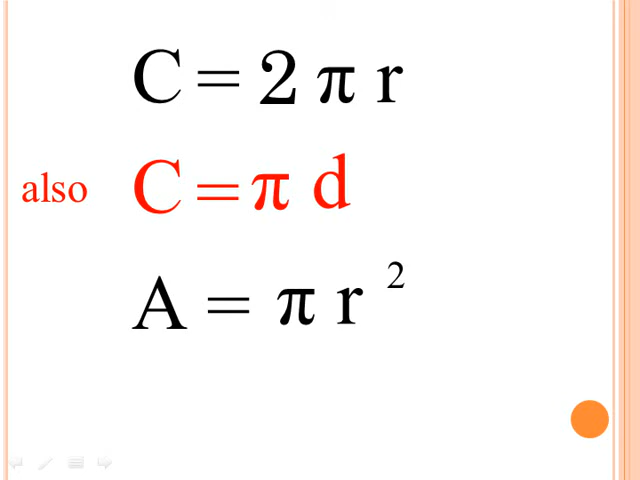 C = 2 π r
also C = π d
A = π r ²